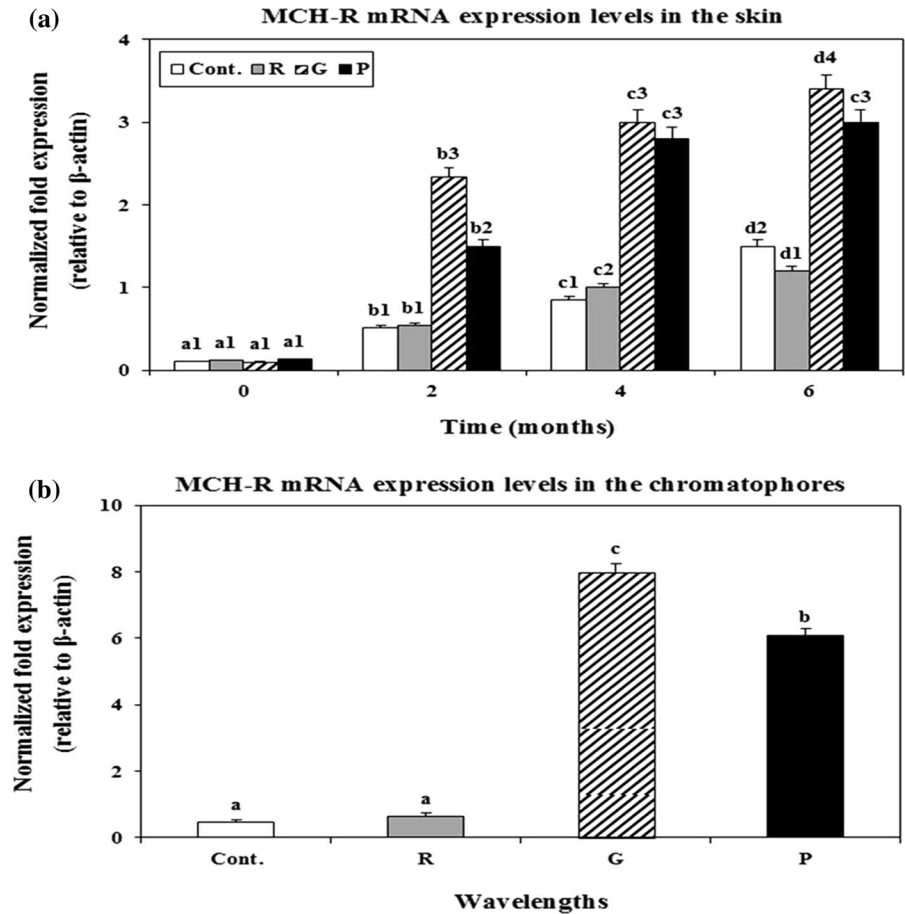 (a)
MCH-R mRNA expression levels in the skin
Normalized fold expression
(relative to β-actin)
4
3
2
1
0
Cont. R G P
a1 a1 a1 a1
b1 b1 b3 b2
c1 c2 c3 c3
d2 d1 d4 c3
0 2 4 6
Time (months)
(b)
MCH-R mRNA expression levels in the chromatophores
Normalized fold expression
(relative to β-actin)
10
8
6
4
2
0
a a c b
Cont. R G P
Wavelengths